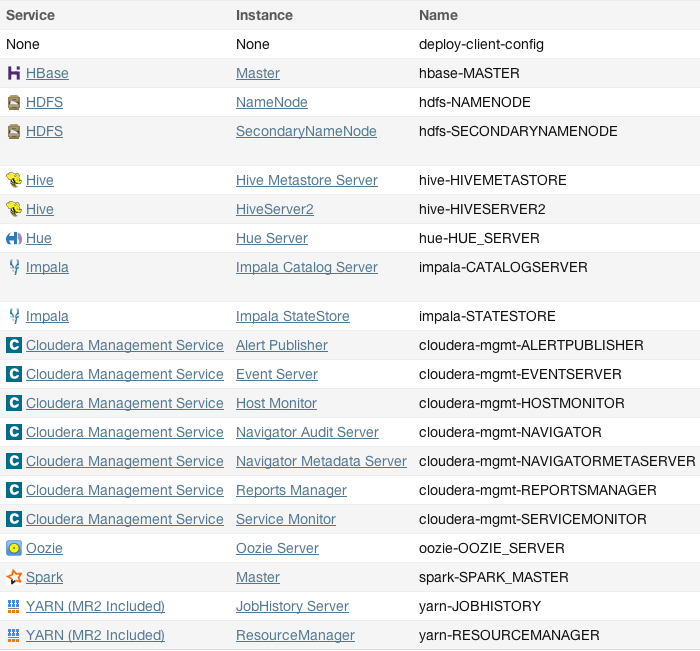 Service Instance Name
None None deploy-client-config
HBase Master hbase-MASTER
HDFS NameNode hdfs-NAMENODE
HDFS SecondaryNameNode hdfs-SECONDARYNAMENODE
Hive Hive Metastore Server hive-HIVEMETASTORE
Hive HiveServer2 hive-HIVESERVER2
Hue Hue Server hue-HUE_SERVER
Impala Impala Catalog Server impala-CATALOGSERVER
Impala Impala StateStore impala-STATESTORE
Cloudera Management Service Alert Publisher cloudera-mgmt-ALERTPUBLISHER
Cloudera Management Service Event Server cloudera-mgmt-EVENTSERVER
Cloudera Management Service Host Monitor cloudera-mgmt-HOSTMONITOR
Cloudera Management Service Navigator Audit Server cloudera-mgmt-NAVIGATOR
Cloudera Management Service Navigator Metadata Server cloudera-mgmt-NAVIGATORMETASERVER
Cloudera Management Service Reports Manager cloudera-mgmt-REPORTSMANAGER
Cloudera Management Service Service Monitor cloudera-mgmt-SERVICEMONITOR
Oozie Oozie Server oozie-OOZIE_SERVER
Spark Master spark-SPARK_MASTER
YARN (MR2 Included) JobHistory Server yarn-JOBHISTORY
YARN (MR2 Included) ResourceManager yarn-RESOURCEMANAGER